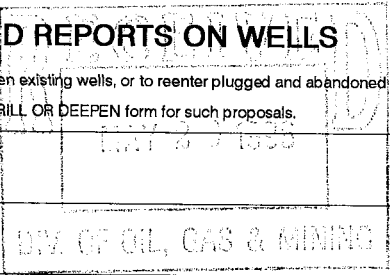 D REPORTS ON WELLS
en existing wells, or to reenter plugged and abandoned
RILL OR DEEPEN form for such proposals.
DIV. OF OIL, GAS & MINING